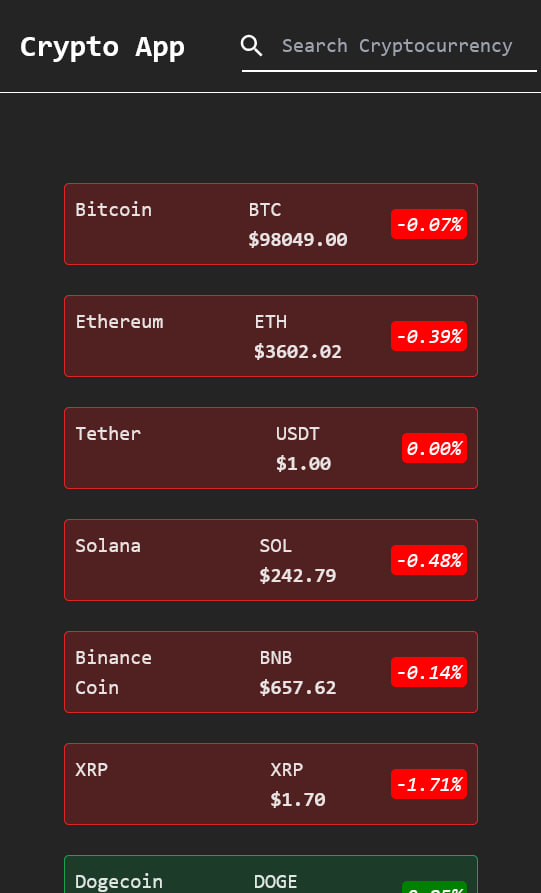 Crypto App
Search Cryptocurrency
Bitcoin BTC
$98049.00
-0.07%
Ethereum ETH
$3602.02
-0.39%
Tether USDT
$1.00
0.00%
Solana SOL
$242.79
-0.48%
Binance BNB
Coin $657.62
-0.14%
XRP XRP
$1.70
-1.71%
Dogecoin DOGE